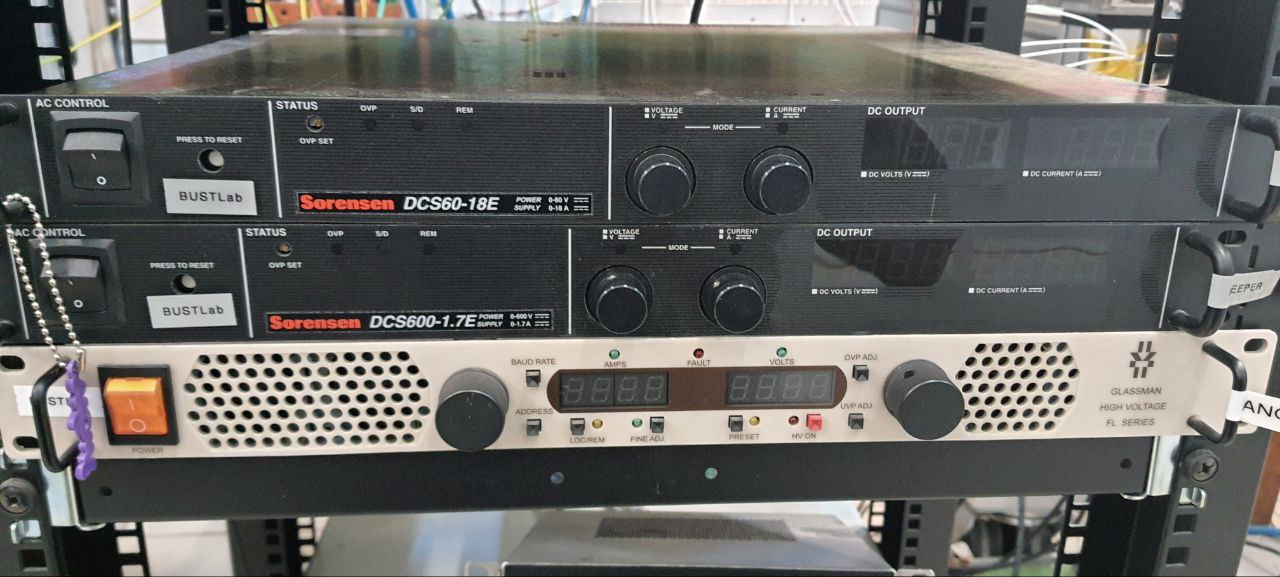 AC CONTROL
PRESS TO RESET
BUSTLab
STATUS
OVP
S/D
REM
OVP SET
Sorensen DCS60-18E POWER SUPPLY 0-60 V 0-18 A
VOLTAGE
V
CURRENT
A
MODE
DC OUTPUT
DC VOLTS (V
DC CURRENT (A
AC CONTROL
PRESS TO RESET
BUSTLab
STATUS
OVP
S/D
REM
OVP SET
Sorensen DCS600-1.7E POWER SUPPLY 0-600 V 0-1.7 A
VOLTAGE
V
CURRENT
A
MODE
DC OUTPUT
DC VOLTS (V
DC CURRENT (A
EEPER
POWER
BAUD RATE
ADDRESS
AMPS
FAULT
VOLTS
OVP ADJ.
UVP ADJ.
LOC/REM
FINE ADJ.
PRESET
HV ON
GLASSMAN
HIGH VOLTAGE
FL SERIES